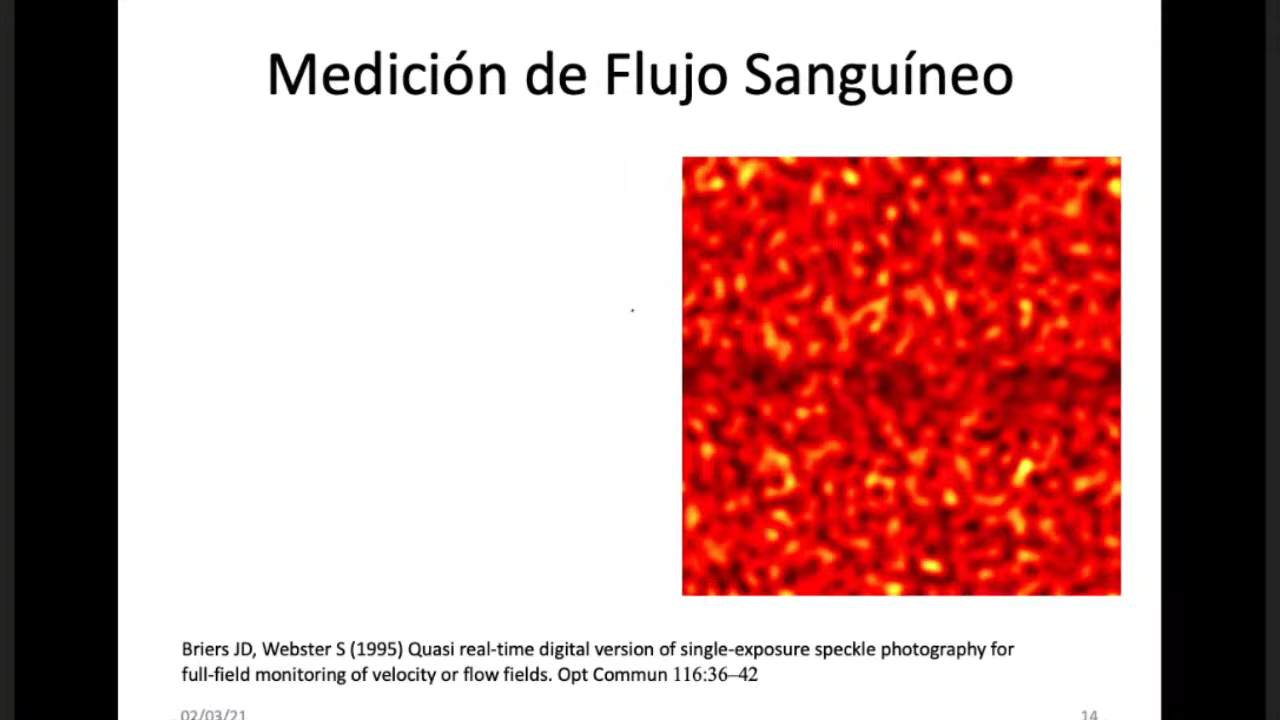 Medición de Flujo Sanguíneo
Briers JD, Webster S (1995) Quasi real-time digital version of single-exposure speckle photography for
full-field monitoring of velocity or flow fields. Opt Commun 116:36–42
02/03/21
14